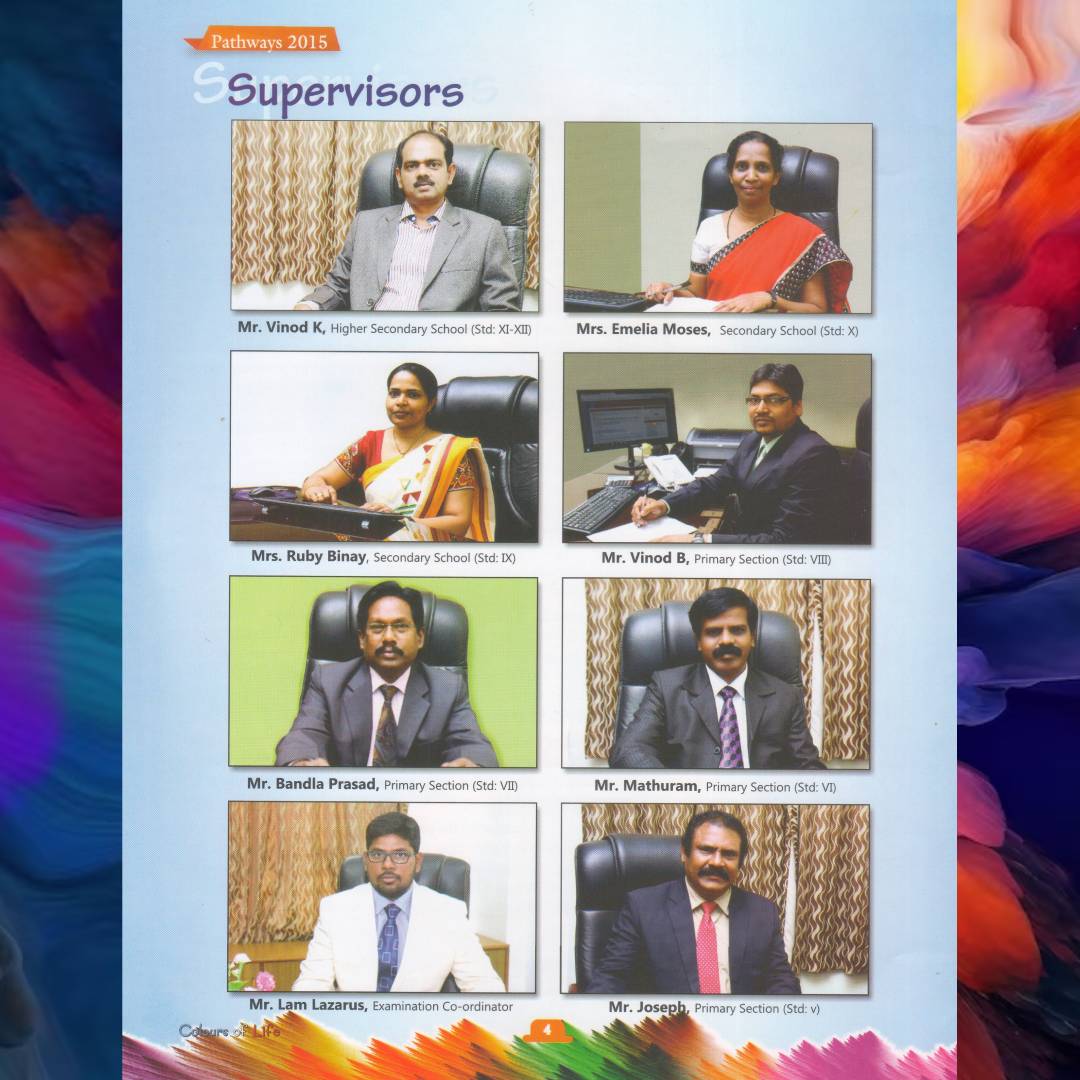 Pathways 2015
Supervisors
Mr. Vinod K, Higher Secondary School (Std: XI-XII)
Mrs. Emelia Moses, Secondary School (Std: X)
Mrs. Ruby Binay, Secondary School (Std: IX)
Mr. Vinod B, Primary Section (Std: VIII)
Mr. Bandla Prasad, Primary Section (Std: VII)
Mr. Mathuram, Primary Section (Std: VI)
Mr. Lam Lazarus, Examination Co-ordinator
Mr. Joseph, Primary Section (Std: v)
Colours of Life
4